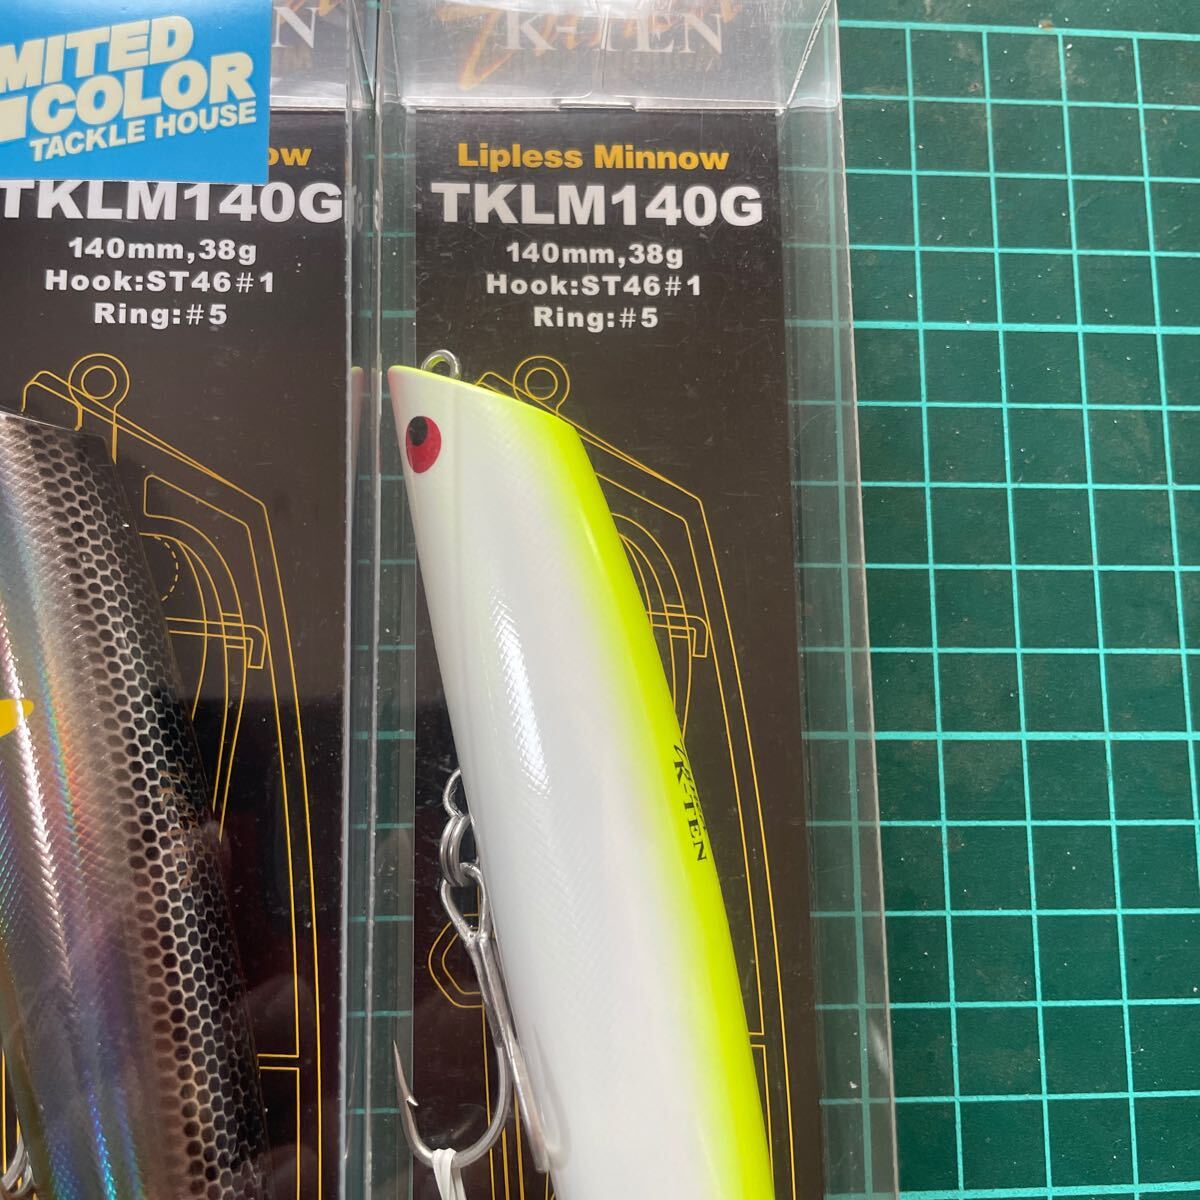 MITED
COLOR
TACKLE HOUSE
ow
TKLM140G
140mm,38g
Hook:ST46#1
Ring:#5
K-TEN
Lipless Minnow
TKLM140G
140mm,38g
Hook:ST46#1
Ring:#5
K-TEN